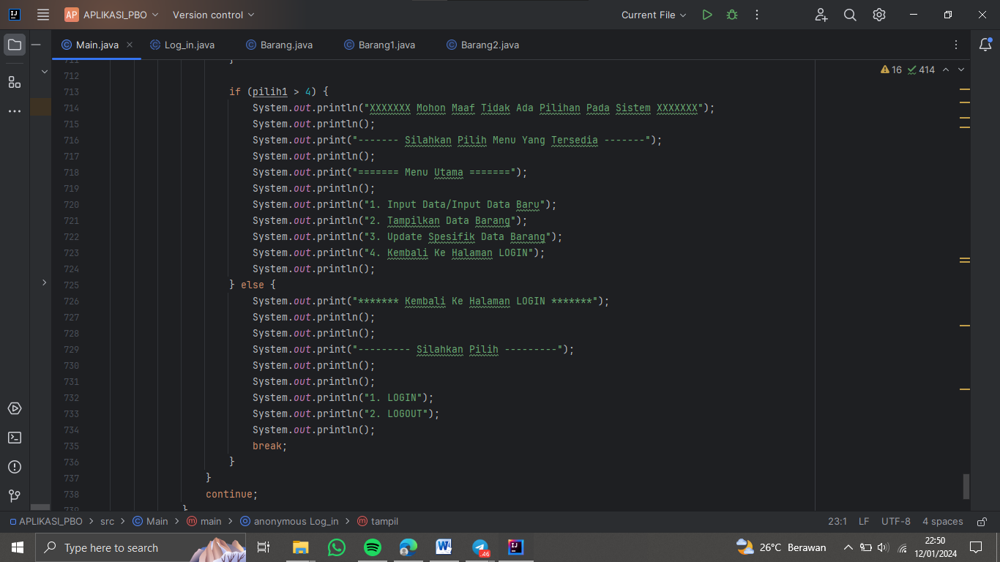 APLIKASI_PBO Version control Current File
Main.java Log_in.java Barang.java Barang1.java Barang2.java
16 414
711 }
712
713 if (pilih1 > 4) {
714 System.out.println("XXXXXXX Mohon Maaf Tidak Ada Pilihan Pada Sistem XXXXXXX");
715 System.out.println();
716 System.out.print("------- Silahkan Pilih Menu Yang Tersedia -------");
717 System.out.println();
718 System.out.print("======= Menu Utama =======");
719 System.out.println();
720 System.out.println("1. Input Data/Input Data Baru");
721 System.out.println("2. Tampilkan Data Barang");
722 System.out.println("3. Update Spesifik Data Barang");
723 System.out.println("4. Kembali Ke Halaman LOGIN");
724 System.out.println();
725 } else {
726 System.out.print("******* Kembali Ke Halaman LOGIN *******");
727 System.out.println();
728 System.out.println();
729 System.out.print("--------- Silahkan Pilih ---------");
730 System.out.println();
731 System.out.println();
732 System.out.println("1. LOGIN");
733 System.out.println("2. LOGOUT");
734 System.out.println();
735 break;
736 }
737 }
738 continue;
739 }
APLIKASI_PBO > src > Main > main > anonymous Log_in > tampil 23:1 LF UTF-8 4 spaces
Type here to search 46 26°C Berawan 22:50
12/01/2024